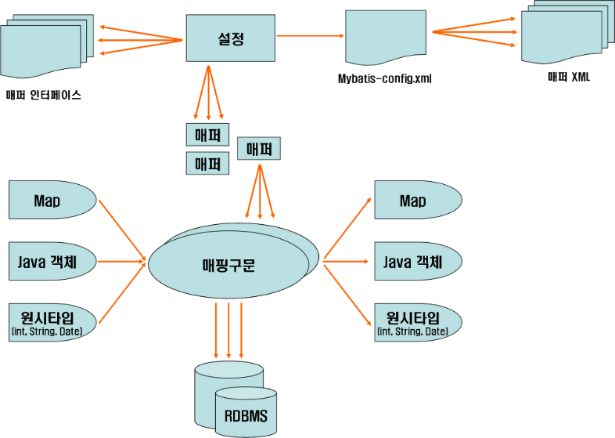 설정
매퍼 인터페이스
Mybatis-config.xml
매퍼 XML
매퍼
매퍼
매퍼
Map
Map
Java 객체
매핑구문
Java 객체
원시타입
(int, String, Date)
원시타입
(int, String, Date)
RDBMS